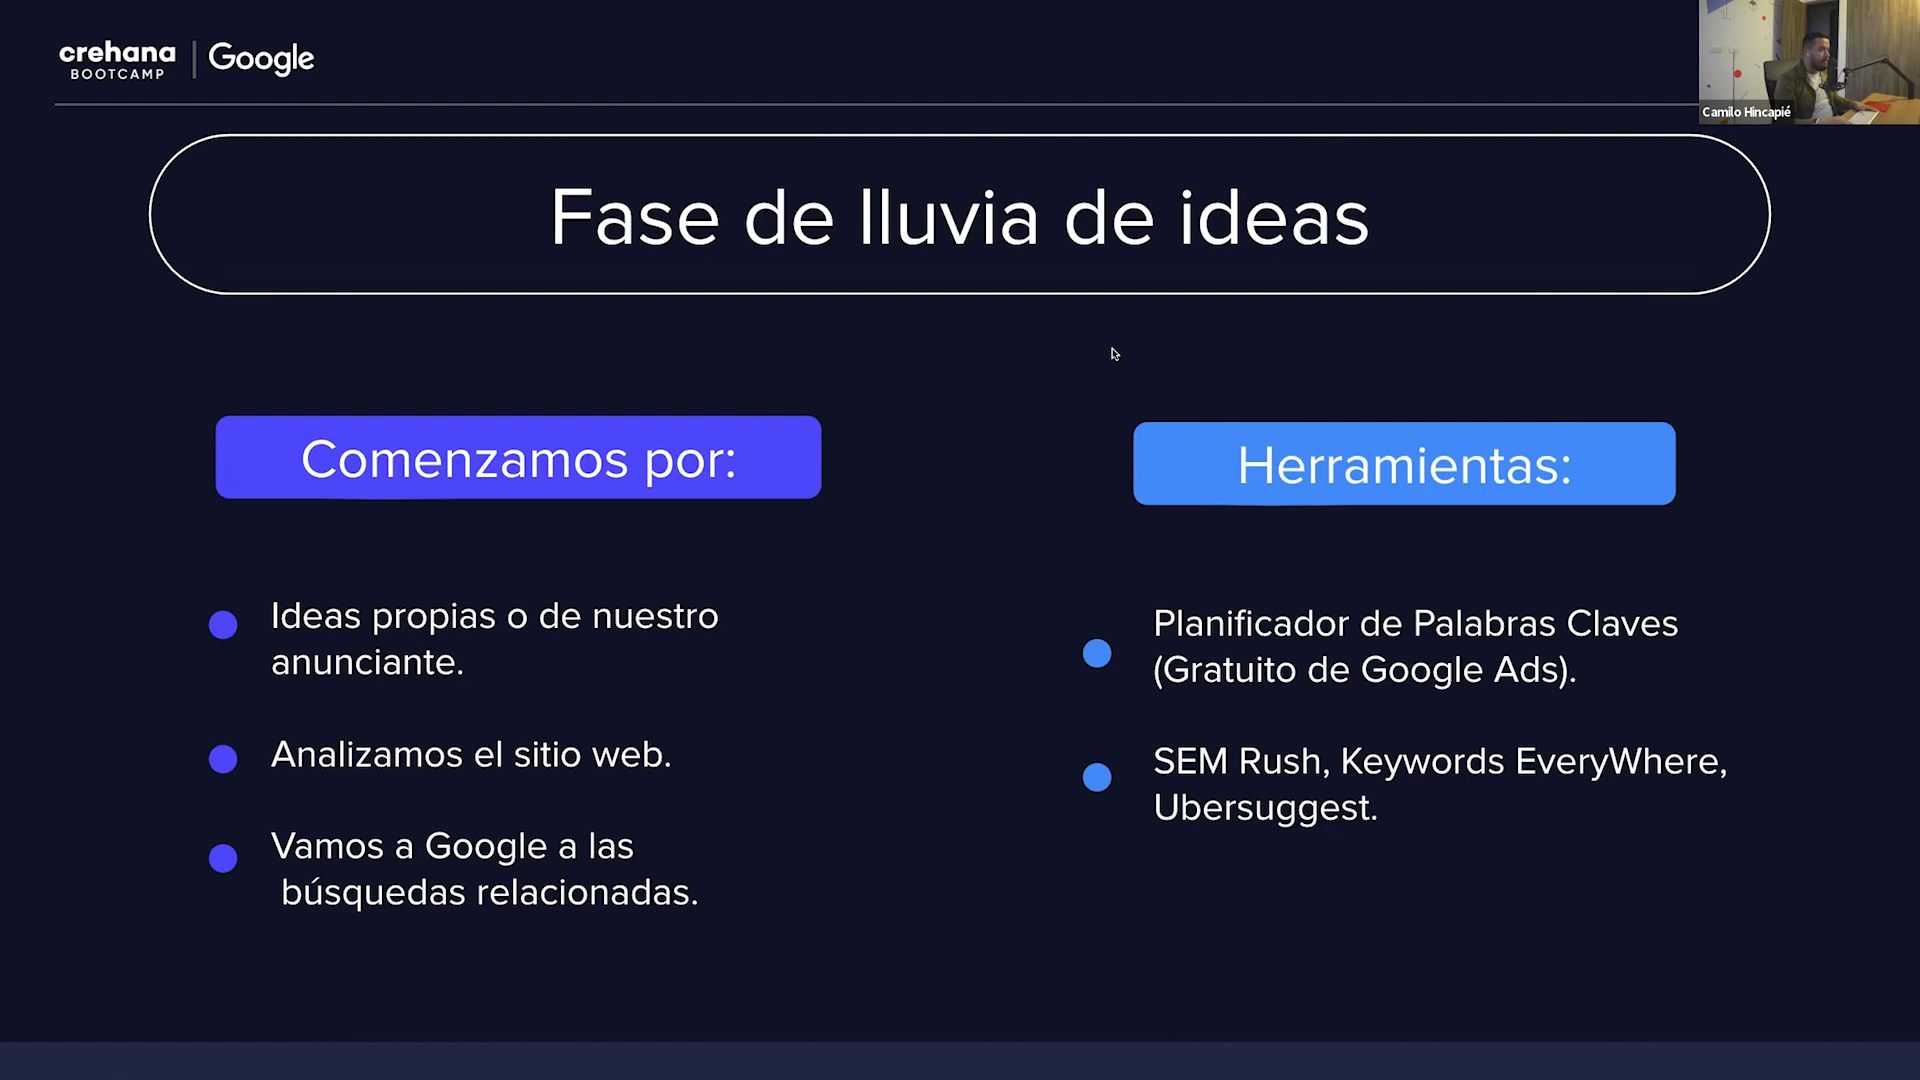 crehana
BOOTCAMP
Google
Camilo Hincapié
Fase de lluvia de ideas
Comenzamos por:
Ideas propias o de nuestro
anunciante.
Analizamos el sitio web.
Vamos a Google a las
búsquedas relacionadas.
Herramientas:
Planificador de Palabras Claves
(Gratuito de Google Ads).
SEM Rush, Keywords EveryWhere,
Ubersuggest.